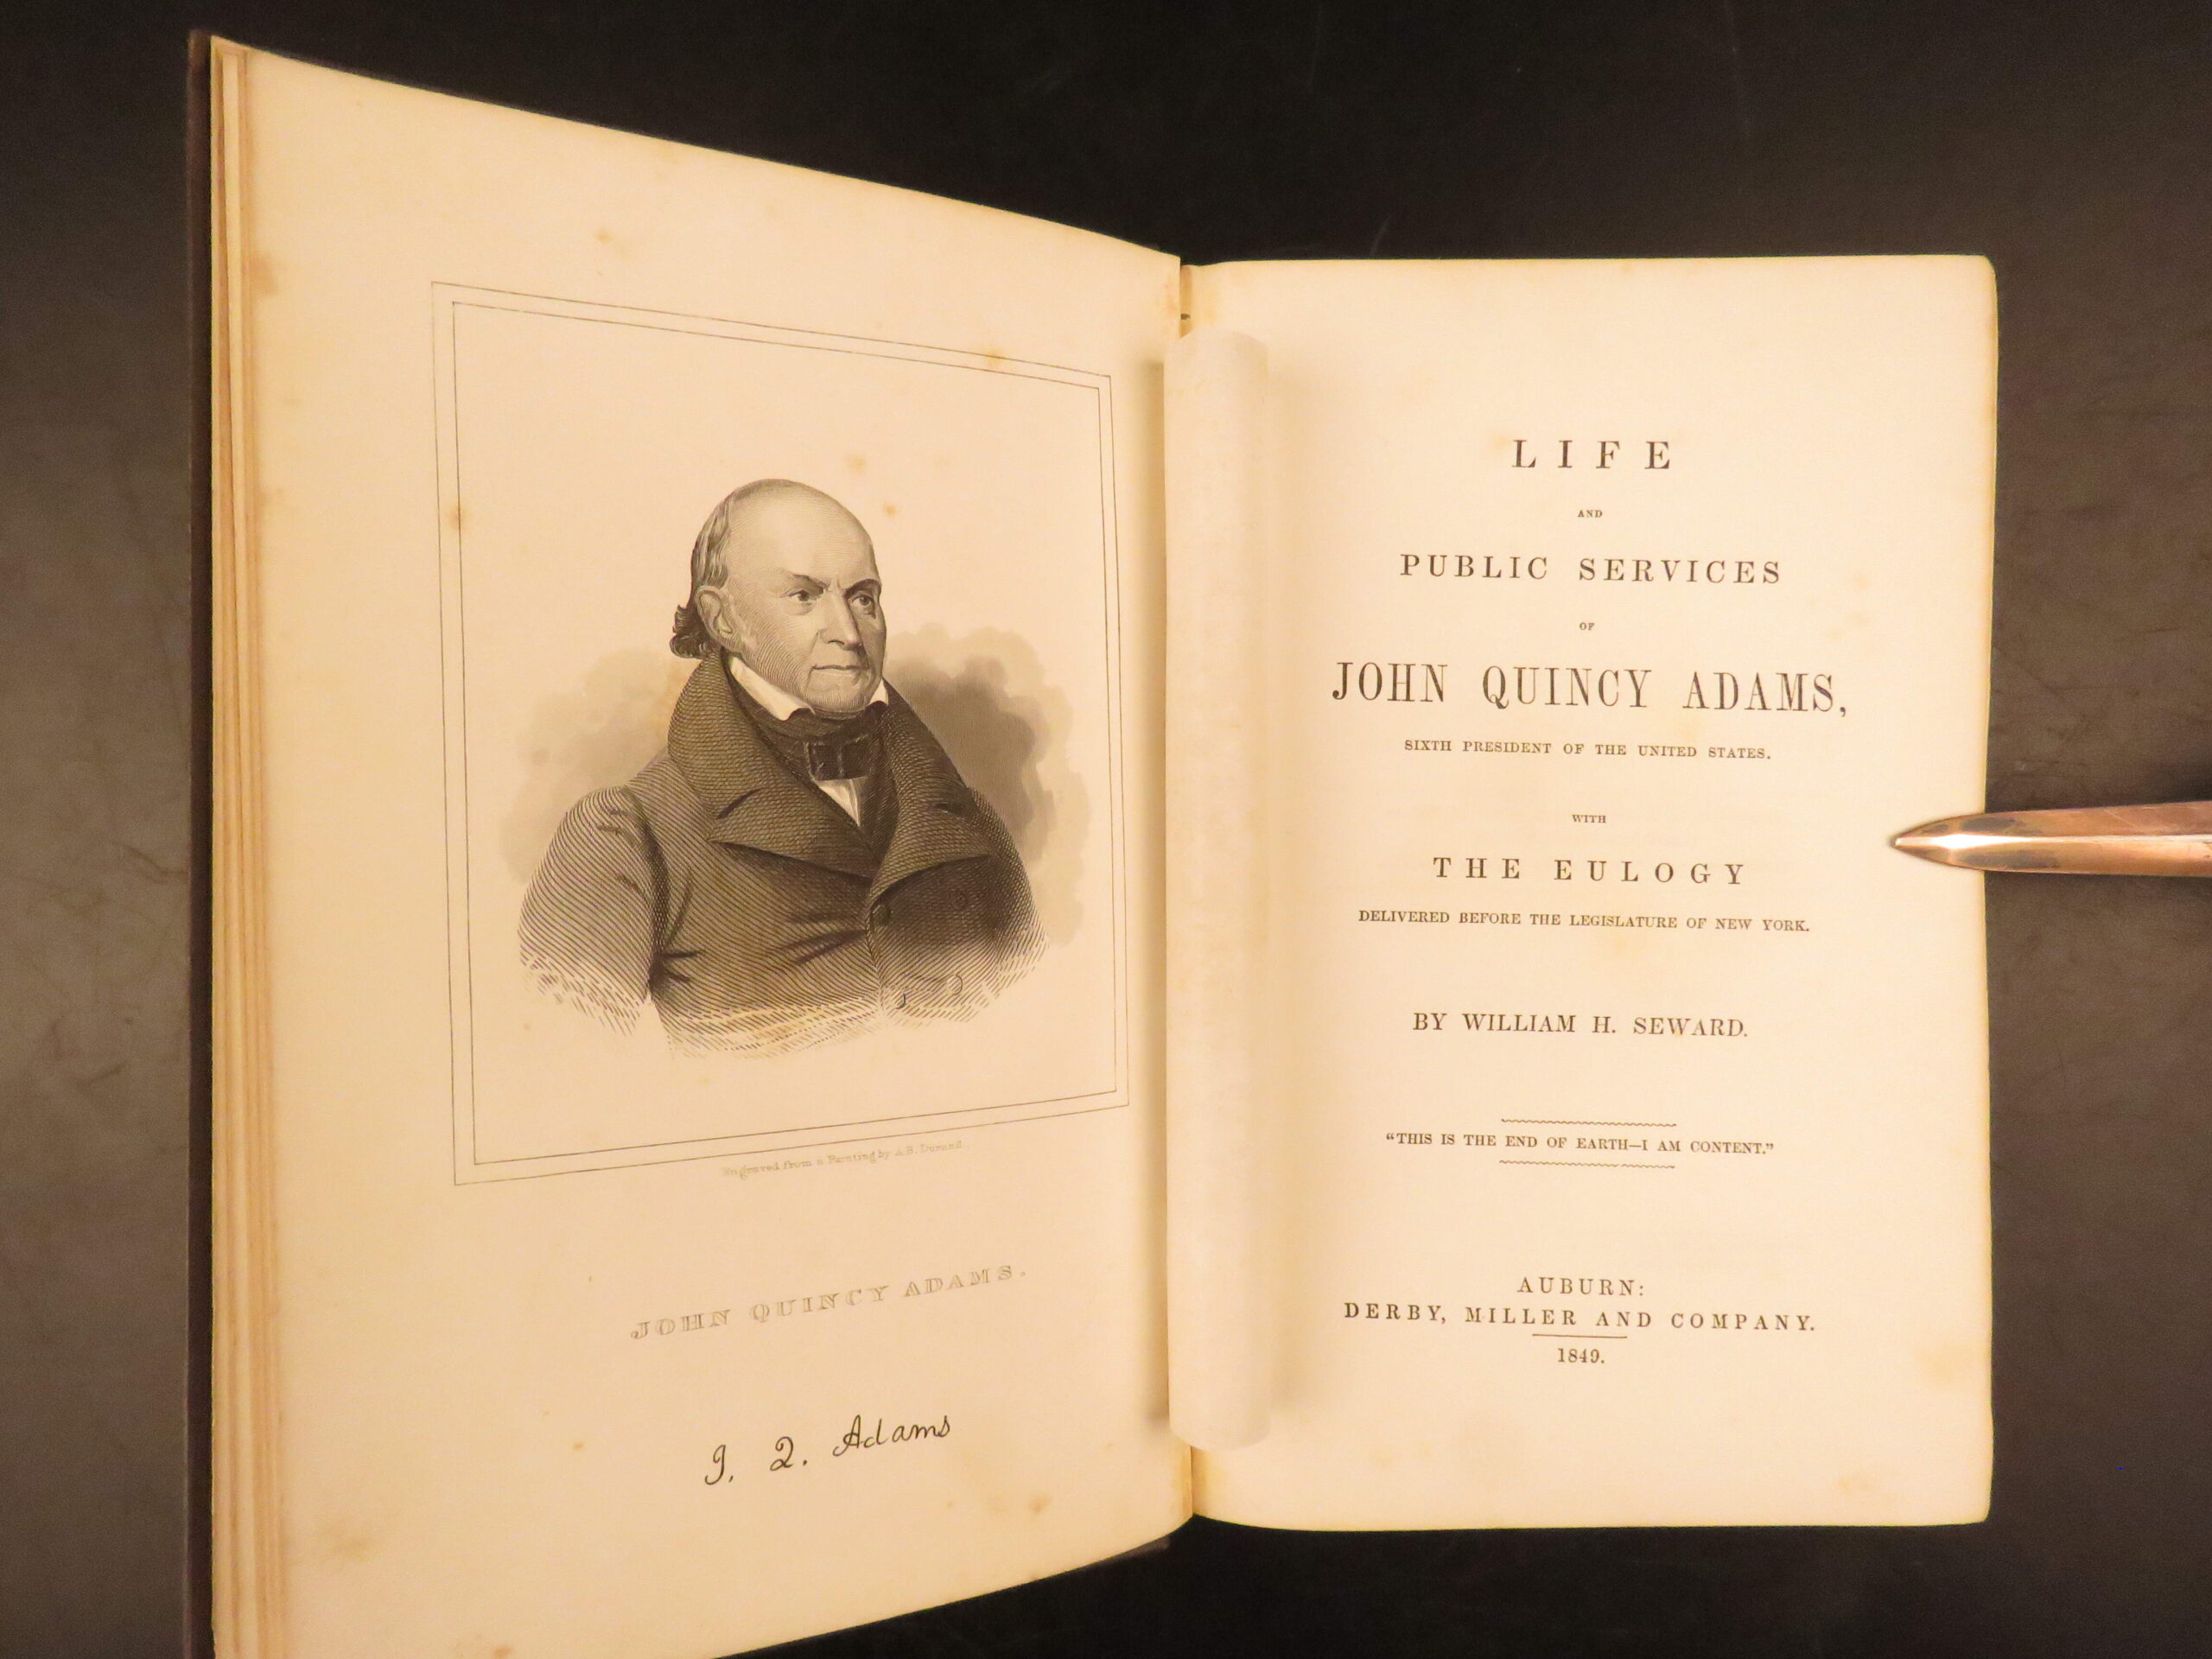 Engraved from a Painting by A. B. Durand.
JOHN QUINCY ADAMS.
J. Q. Adams
LIFE
AND
PUBLIC SERVICES
OF
JOHN QUINCY ADAMS,
SIXTH PRESIDENT OF THE UNITED STATES.
WITH
THE EULOGY
DELIVERED BEFORE THE LEGISLATURE OF NEW YORK.
BY WILLIAM H. SEWARD.
“THIS IS THE END OF EARTH—I AM CONTENT.”
AUBURN:
DERBY, MILLER AND COMPANY.
1849.